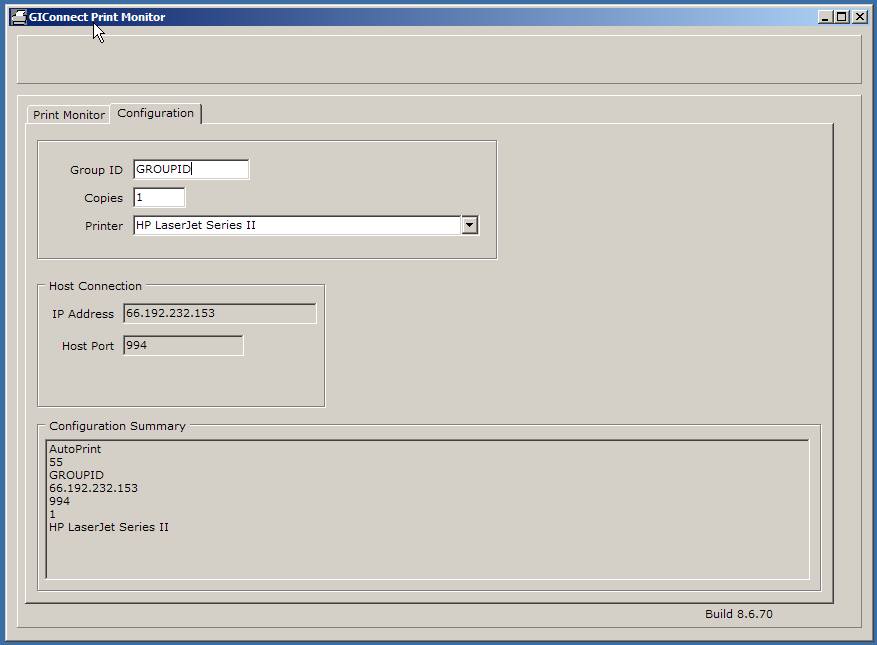 GIConnect Print Monitor
Print Monitor Configuration
Group ID GROUPID
Copies 1
Printer HP LaserJet Series II
Host Connection
IP Address 66.192.232.153
Host Port 994
Configuration Summary
AutoPrint
55
GROUPID
66.192.232.153
994
1
HP LaserJet Series II
Build 8.6.70